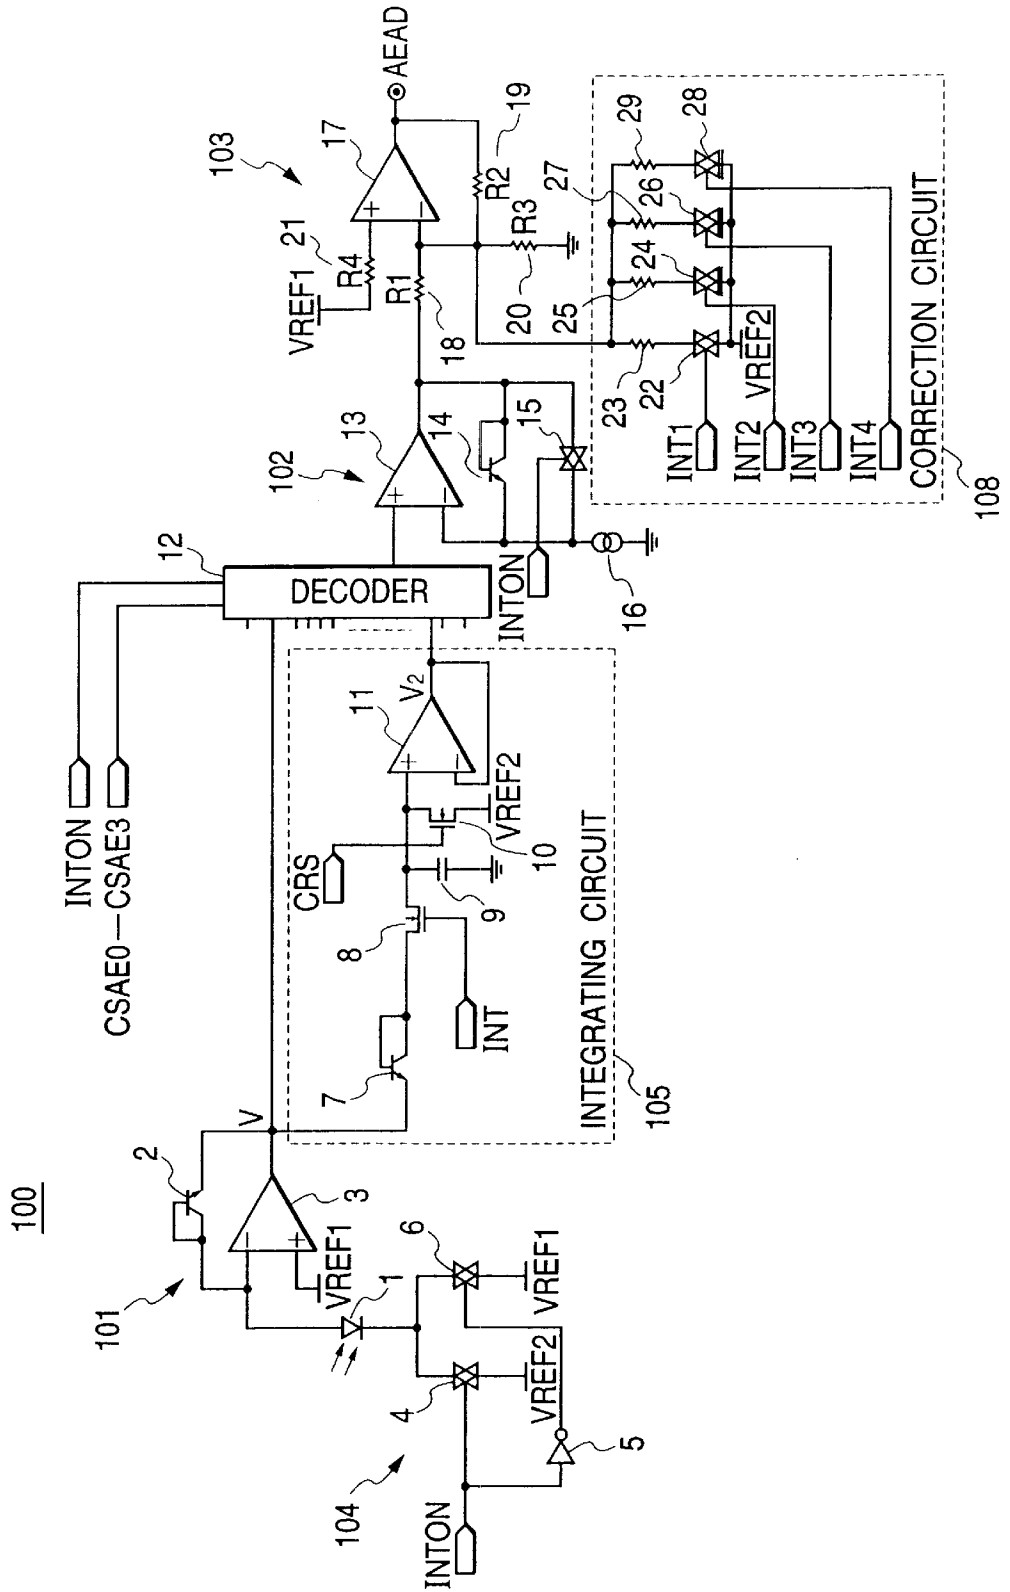 100
101
2
3
V
VREF1
1
104
4
6
VREF2
VREF1
5
INTON
INTON
CSAE0—CSAE3
12
DECODER
7
8
INT
CRS
9
10
VREF2
11
V2
INTEGRATING CIRCUIT
105
102
13
14
15
INTON
16
103
17
AEAD
VREF1
21
R4
R1
18
R2
19
R3
20
23
22
25
24
27
26
29
28
VREF2
INT1
INT2
INT3
INT4
CORRECTION CIRCUIT
108